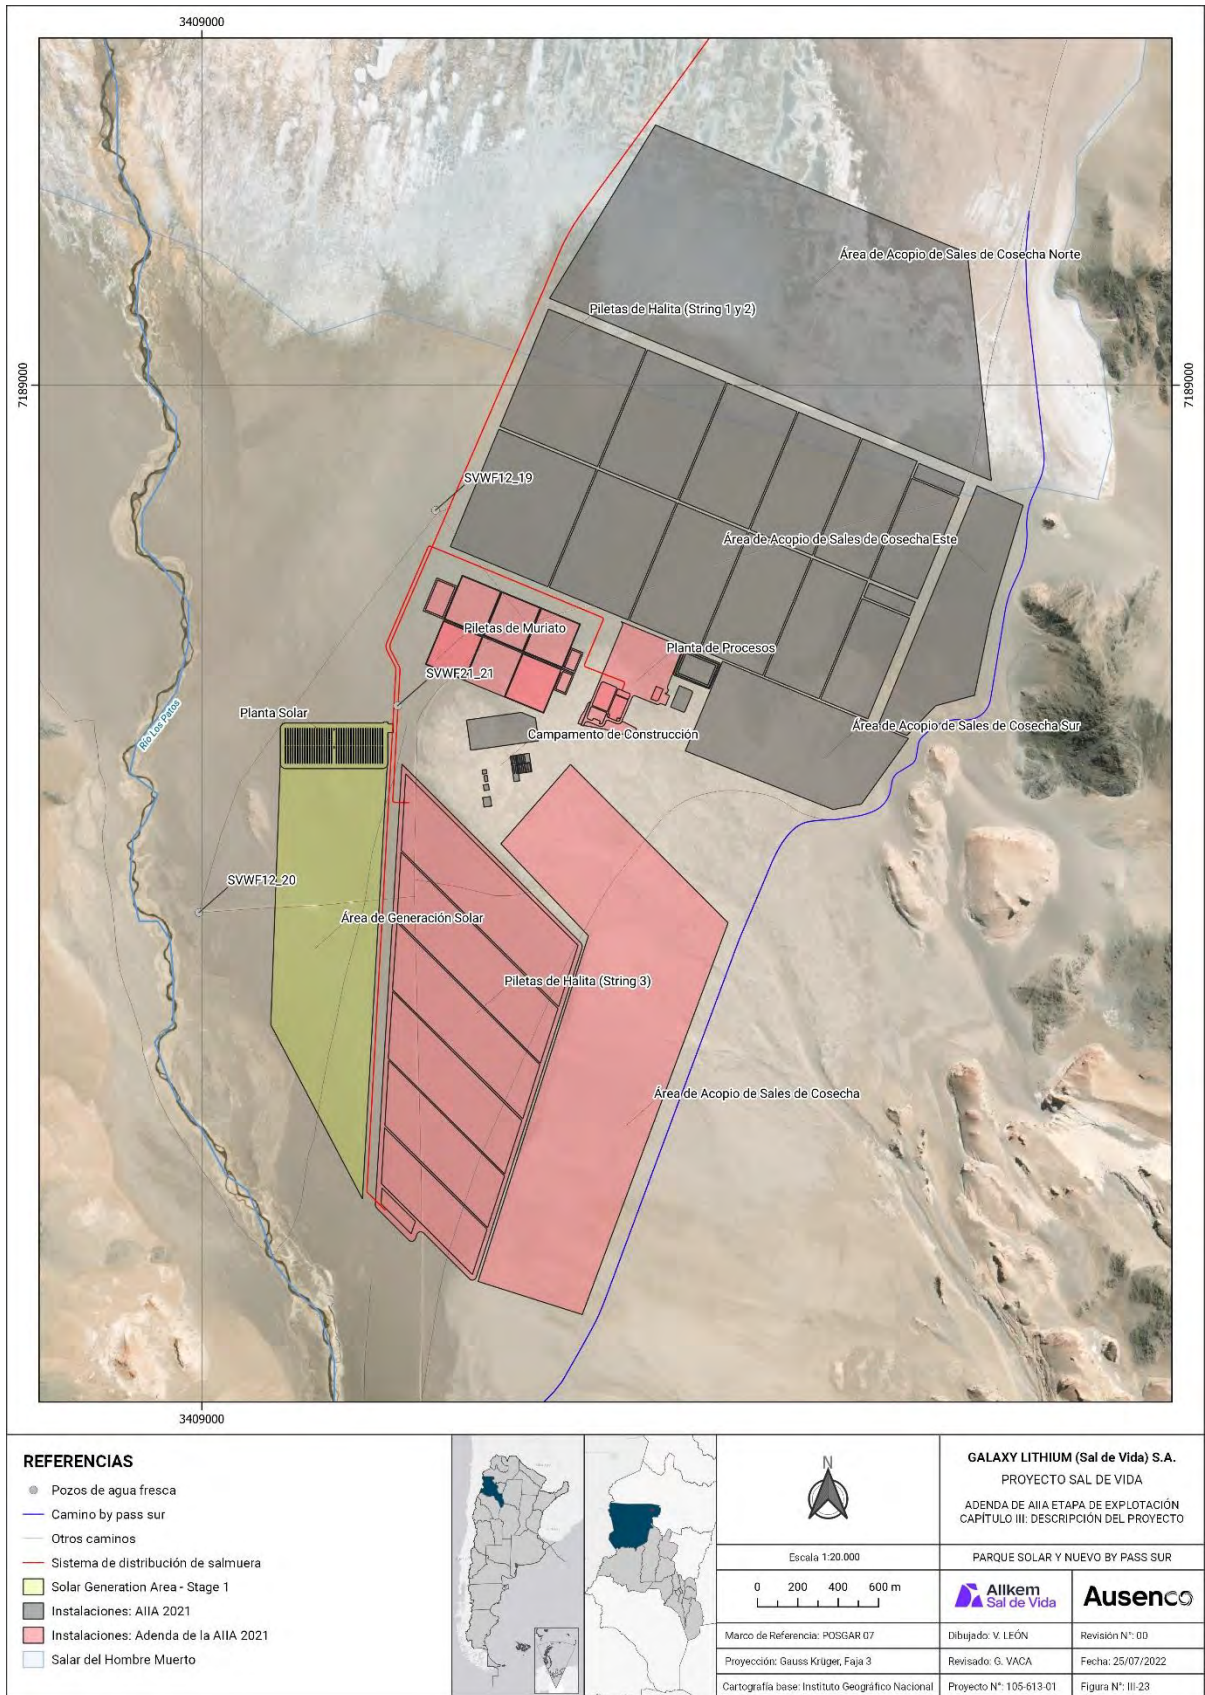 3409000
7189000
7189000
Área de Acopio de Sales de Cosecha Norte
Piletas de Halita (String 1 y 2)
SVWF12_19
Área de Acopio de Sales de Cosecha Este
Piletas de Muriato
Planta de Procesos
SVWF21_21
Planta Solar
Río Los Patos
Campamento de Construcción
Área de Acopio de Sales de Cosecha Sur
SVWF12_20
Área de Generación Solar
Piletas de Halita (String 3)
Área de Acopio de Sales de Cosecha
3409000
REFERENCIAS
Pozos de agua fresca
Camino by pass sur
Otros caminos
Sistema de distribución de salmuera
Solar Generation Area - Stage 1
Instalaciones: AIIA 2021
Instalaciones: Adenda de la AIIA 2021
Salar del Hombre Muerto
N
Escala 1:20.000
0 200 400 600 m
Marco de Referencia: POSGAR 07
Proyección: Gauss Krüger, Faja 3
Cartografía base: Instituto Geográfico Nacional
GALAXY LITHIUM (Sal de Vida) S.A.
PROYECTO SAL DE VIDA
ADENDA DE AIIA ETAPA DE EXPLOTACIÓN
CAPÍTULO III: DESCRIPCIÓN DEL PROYECTO
PARQUE SOLAR Y NUEVO BY PASS SUR
Allkem
Sal de Vida
Ausenco
Dibujado: V. LEÓN
Revisión N°: 00
Revisado: G. VACA
Fecha: 25/07/2022
Proyecto N°: 105-613-01
Figura N°: III-23